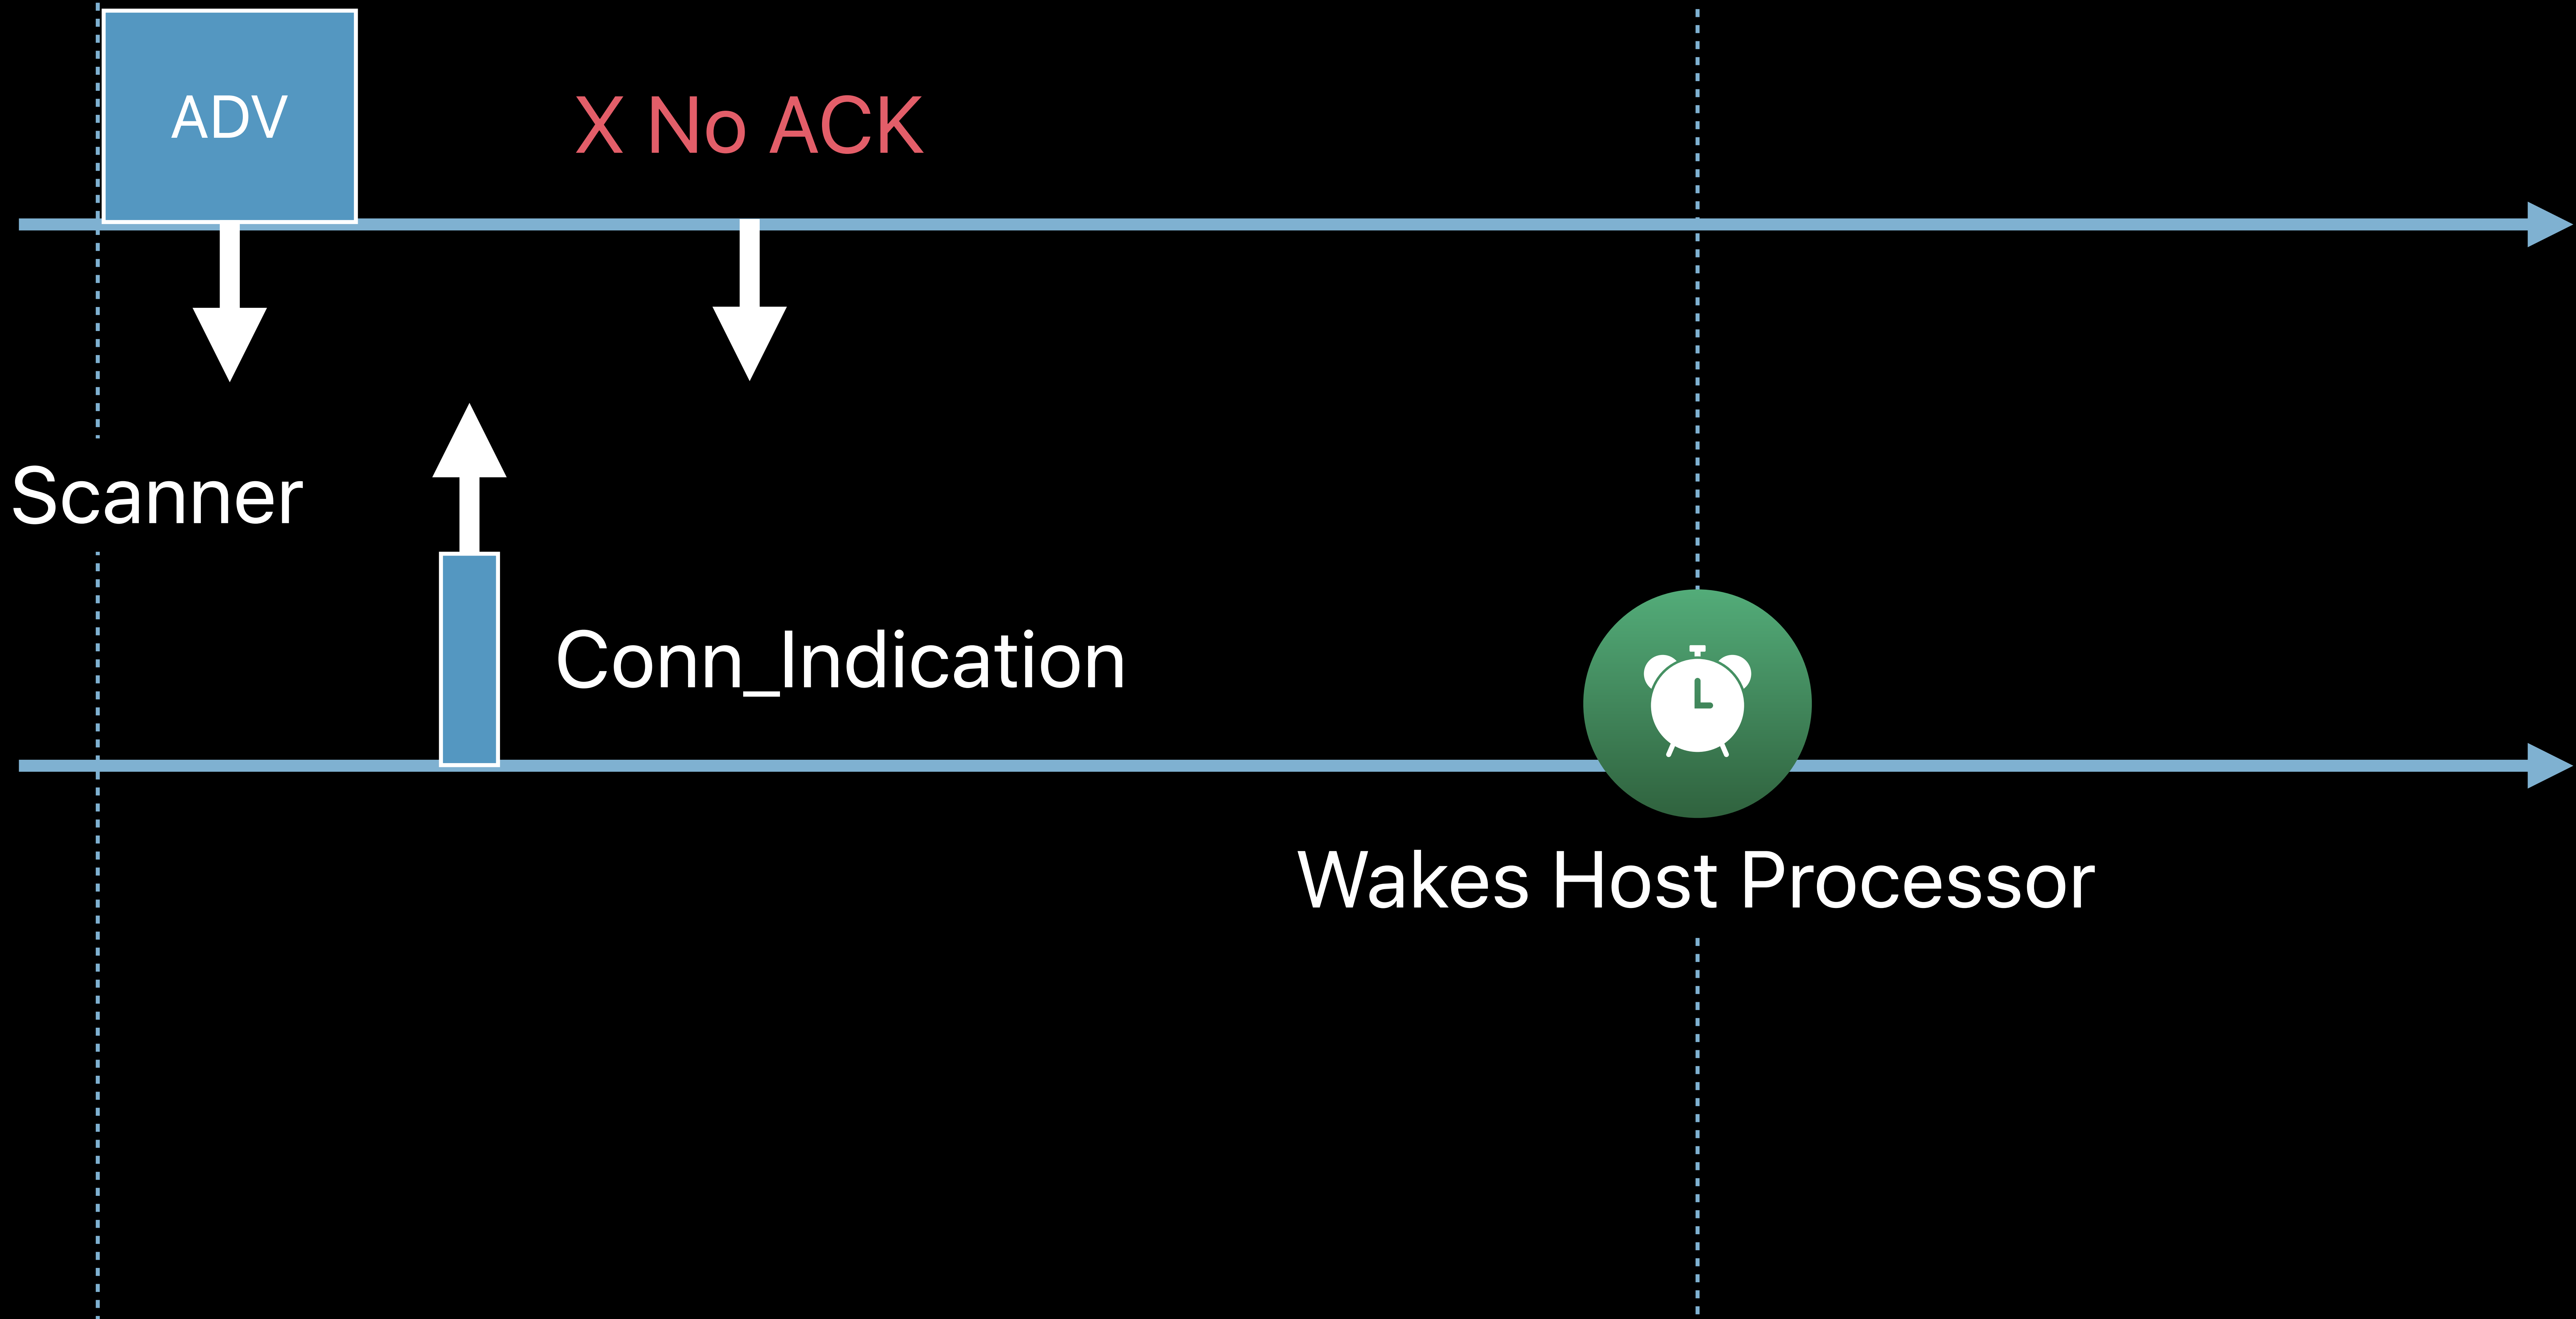 ADV
X No ACK
Scanner
Conn_Indication
Wakes Host Processor